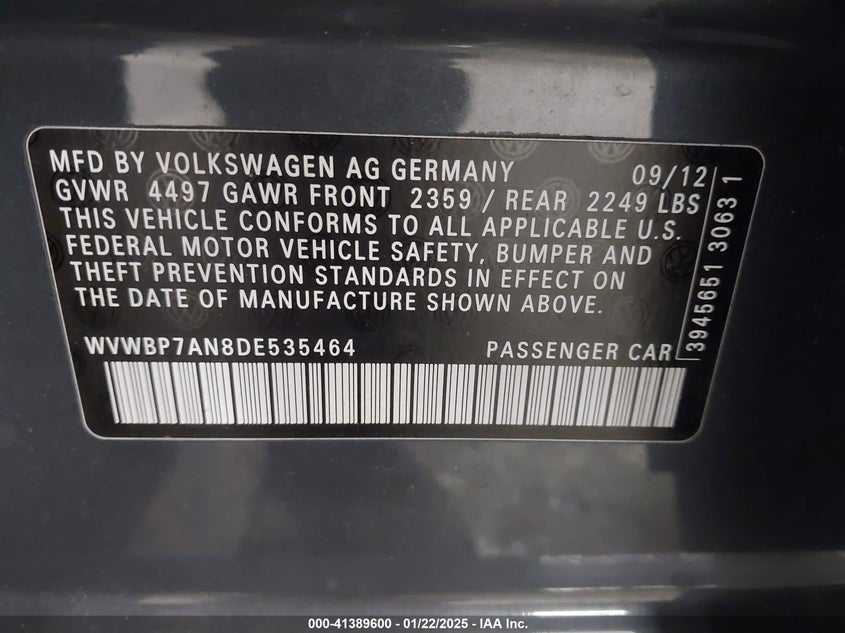 MFD BY VOLKSWAGEN AG GERMANY 09/12
GVWR 4497 GAWR FRONT 2359 / REAR 2249 LBS
THIS VEHICLE CONFORMS TO ALL APPLICABLE U.S.
FEDERAL MOTOR VEHICLE SAFETY, BUMPER AND
THEFT PREVENTION STANDARDS IN EFFECT ON
THE DATE OF MANUFACTURE SHOWN ABOVE.
WVWBP7AN8DE535464 PASSENGER CAR
3945651 3063 1
000-41389600 - 01/22/2025 - IAA Inc.